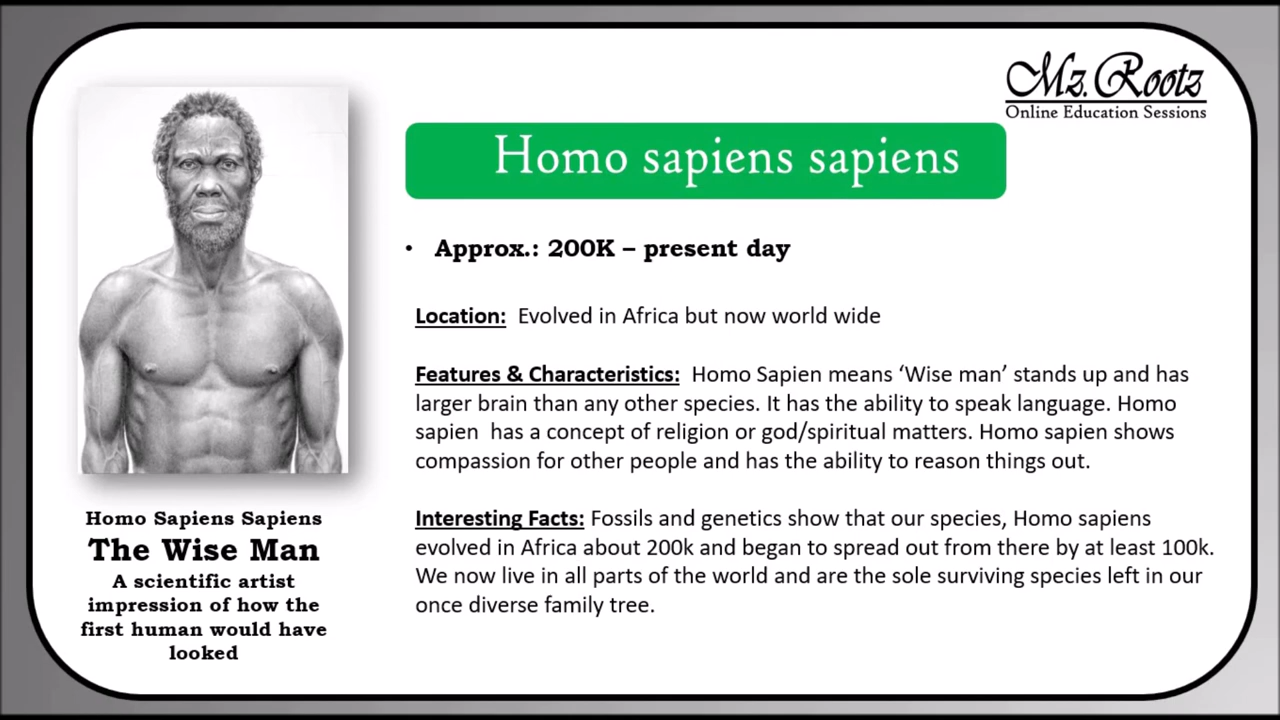 Mz. Rootz
Online Education Sessions
Homo sapiens sapiens
• Approx.: 200K – present day
Location: Evolved in Africa but now world wide
Features & Characteristics: Homo Sapien means ‘Wise man’ stands up and has
larger brain than any other species. It has the ability to speak language. Homo
sapien has a concept of religion or god/spiritual matters. Homo sapien shows
compassion for other people and has the ability to reason things out.
Interesting Facts: Fossils and genetics show that our species, Homo sapiens
evolved in Africa about 200k and began to spread out from there by at least 100k.
We now live in all parts of the world and are the sole surviving species left in our
once diverse family tree.
Homo Sapiens Sapiens
The Wise Man
A scientific artist
impression of how the
first human would have
looked